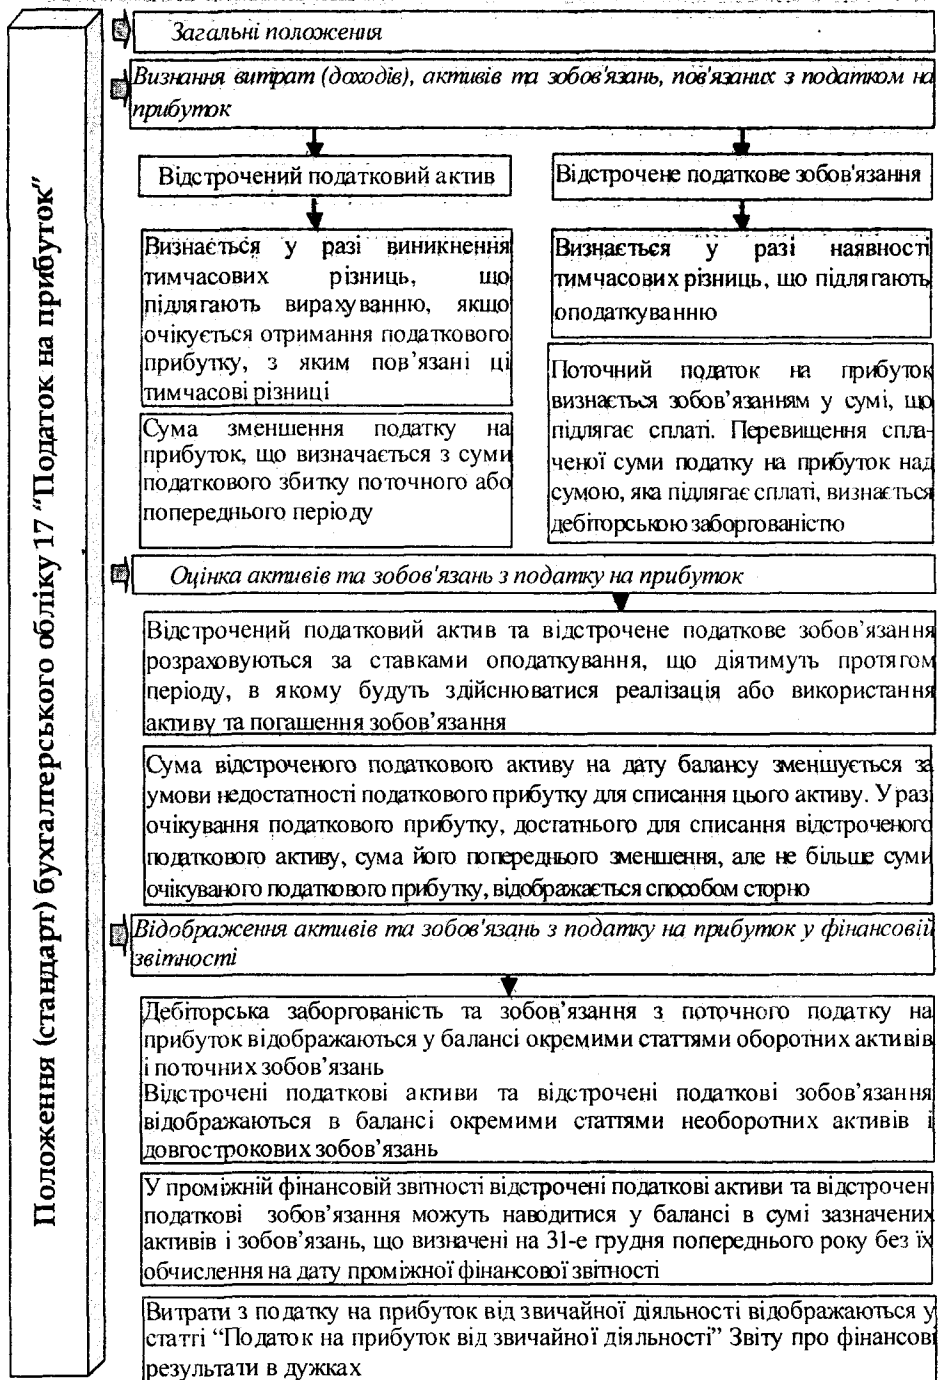 Положення (стандарт) бухгалтерського обліку 17 “Податок на прибуток”
Загальні положення
Визнання витрат (доходів), активів та зобов'язань, пов'язаних з податком на
прибуток
Відстрочений податковий актив
Визнається у разі виникнення
тимчасових різниць, що
підлягають вирахуванню, якщо
очікується отримання податкового
прибутку, з яким пов’язані ці
тимчасові різниці
Сума зменшення податку на
прибуток, що визначається з суми
податкового збитку поточного або
попереднього періоду
Відстрочене податкове зобов'язання
Визнається у разі наявності
тимчасових різниць, що підлягають
оподаткуванню
Поточний податок на прибуток
визнається зобов’язанням у сумі, що
підлягає сплаті. Перевищення спла-
ченої суми податку на прибуток над
сумою, яка підлягає сплаті, визнається
дебіторською заборгованістю
Оцінка активів та зобов'язань з податку на прибуток
Відстрочений податковий актив та відстрочене податкове зобов’язання
розраховуються за ставками оподаткування, що діятимуть протягом
періоду, в якому будуть здійснюватися реалізація або використання
активу та погашення зобов’язання
Сума відстроченого податкового активу на дату балансу зменшується за
умови недостатності податкового прибутку для списання цього активу. У разі
очікування податкового прибутку, достатнього для списання відстроченого
податкового активу, сума його попереднього зменшення, але не більше суми
очікуваного податкового прибутку, відображається способом сторно
Відображення активів та зобов'язань з податку на прибуток у фінансовій
звітності
Дебіторська заборгованість та зобов’язання з поточного податку на
прибуток відображаються у балансі окремими статтями оборотних активів
і поточних зобов’язань
Відстрочені податкові активи та відстрочені податкові зобов’язання
відображаються в балансі окремими статтями необоротних активів і
довгострокових зобов’язань
У проміжній фінансовій звітності відстрочені податкові активи та відстрочені
податкові зобов’язання можуть наводитися у балансі в сумі зазначених
активів і зобов’язань, що визначені на 31-е грудня попереднього року без їх
обчислення на дату проміжної фінансової звітності
Витрати з податку на прибуток від звичайної діяльності відображаються у
статті “Податок на прибуток від звичайної діяльності” Звіту про фінансові
результати в дужках